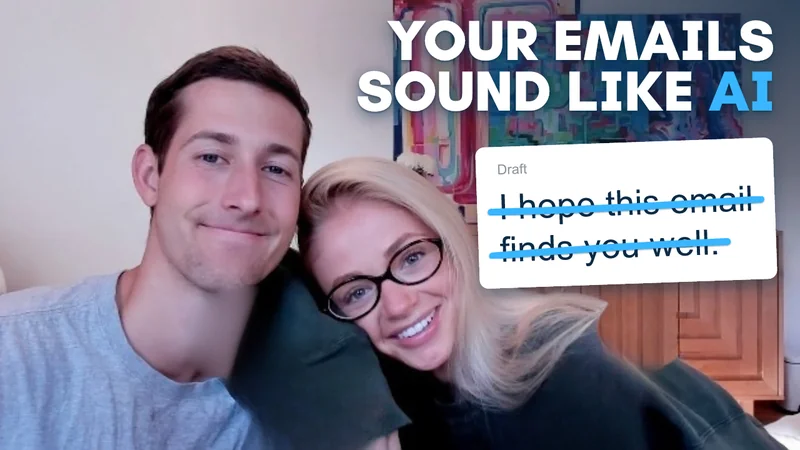 YOUR EMAILS
SOUND LIKE AI
Draft
I hope this email
finds you well.